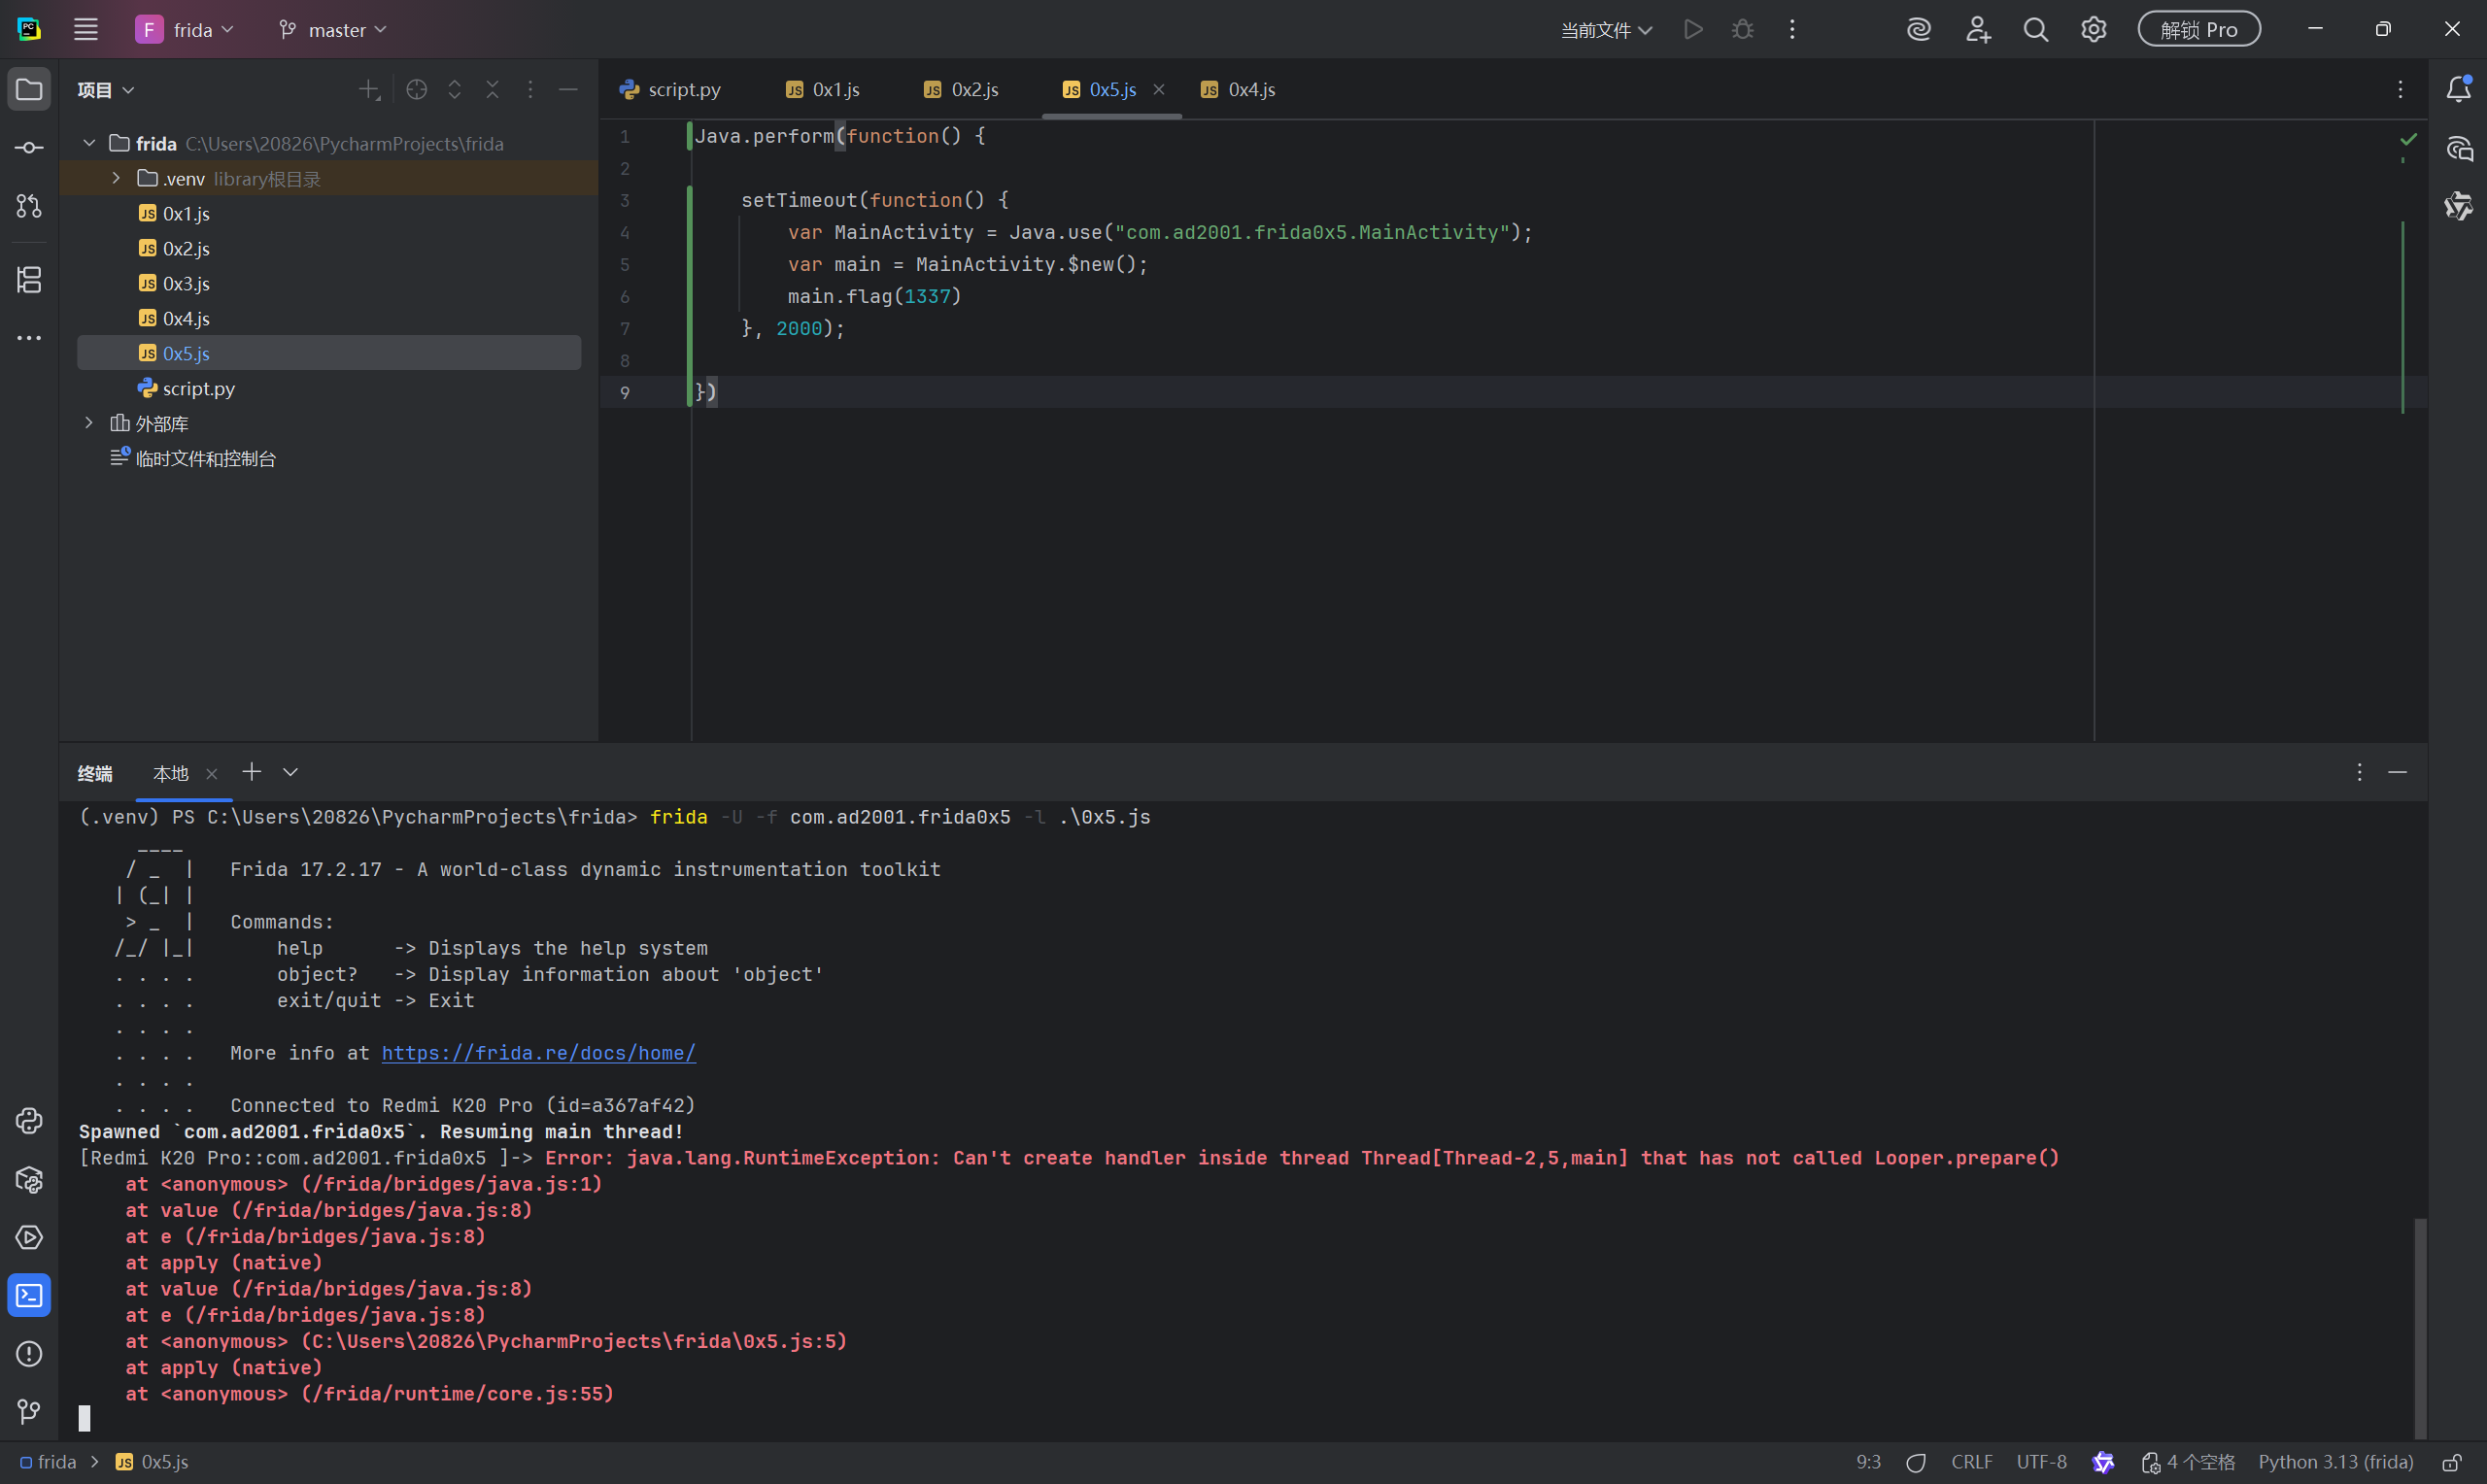 PC
F frida
master
当前文件
解锁 Pro
项目
script.py
JS 0x1.js
JS 0x2.js
JS 0x5.js
JS 0x4.js
frida C:\Users\20826\PycharmProjects\frida
.venv library根目录
JS 0x1.js
JS 0x2.js
JS 0x3.js
JS 0x4.js
JS 0x5.js
script.py
外部库
临时文件和控制台
1 Java.perform(function() {
2
3 setTimeout(function() {
4 var MainActivity = Java.use("com.ad2001.frida0x5.MainActivity");
5 var main = MainActivity.$new();
6 main.flag(1337)
7 }, 2000);
8
9 })
终端 本地
(.venv) PS C:\Users\20826\PycharmProjects\frida> frida -U -f com.ad2001.frida0x5 -l .\0x5.js
____
/ _ | Frida 17.2.17 - A world-class dynamic instrumentation toolkit
| (_| |
> _ | Commands:
/_/ |_| help -> Displays the help system
. . . . object? -> Display information about 'object'
. . . . exit/quit -> Exit
. . . .
. . . . More info at https://frida.re/docs/home/
. . . .
. . . . Connected to Redmi K20 Pro (id=a367af42)
Spawned `com.ad2001.frida0x5`. Resuming main thread!
[Redmi K20 Pro::com.ad2001.frida0x5 ]-> Error: java.lang.RuntimeException: Can't create handler inside thread Thread[Thread-2,5,main] that has not called Looper.prepare()
at <anonymous> (/frida/bridges/java.js:1)
at value (/frida/bridges/java.js:8)
at e (/frida/bridges/java.js:8)
at apply (native)
at value (/frida/bridges/java.js:8)
at e (/frida/bridges/java.js:8)
at <anonymous> (C:\Users\20826\PycharmProjects\frida\0x5.js:5)
at apply (native)
at <anonymous> (/frida/runtime/core.js:55)
frida > JS 0x5.js
9:3 CRLF UTF-8 4 个空格 Python 3.13 (frida)